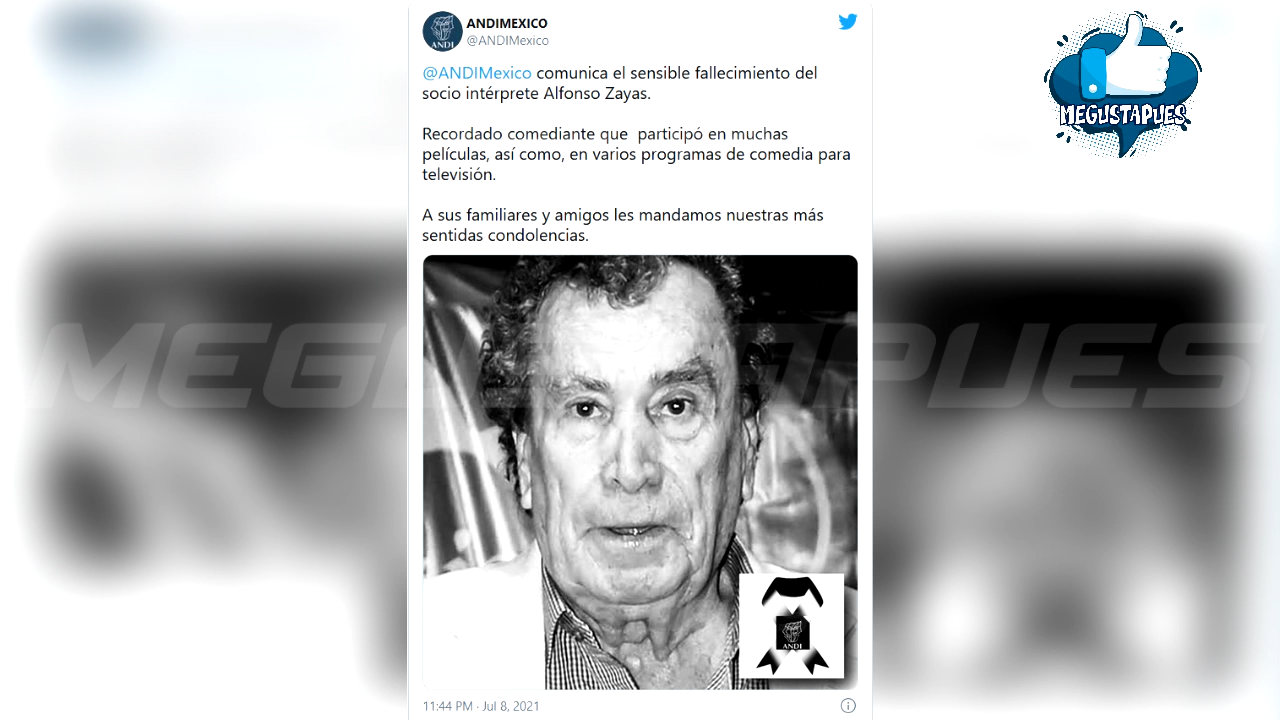 ANDIMEXICO
@ANDIMexico
@ANDIMexico comunica el sensible fallecimiento del
socio intérprete Alfonso Zayas.
Recordado comediante que participó en muchas
películas, así como, en varios programas de comedia para
televisión.
A sus familiares y amigos les mandamos nuestras más
sentidas condolencias.
ANDI
MEGUSTAPUES
MEGUSTAPUES
ANDI
11:44 PM · Jul 8, 2021